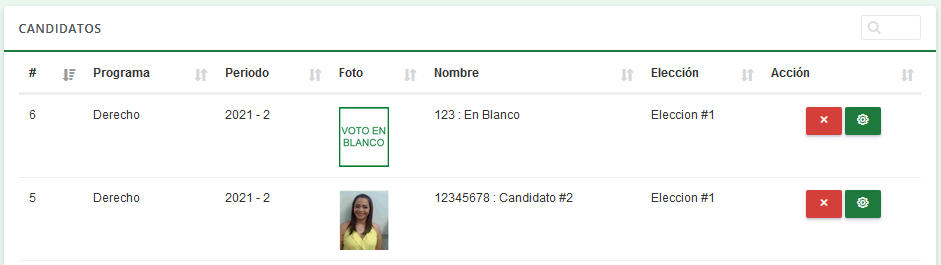 CANDIDATOS
# Programa Periodo Foto Nombre Elección Acción
6 Derecho 2021 - 2 VOTO EN BLANCO 123 : En Blanco Eleccion #1
5 Derecho 2021 - 2 12345678 : Candidato #2 Eleccion #1